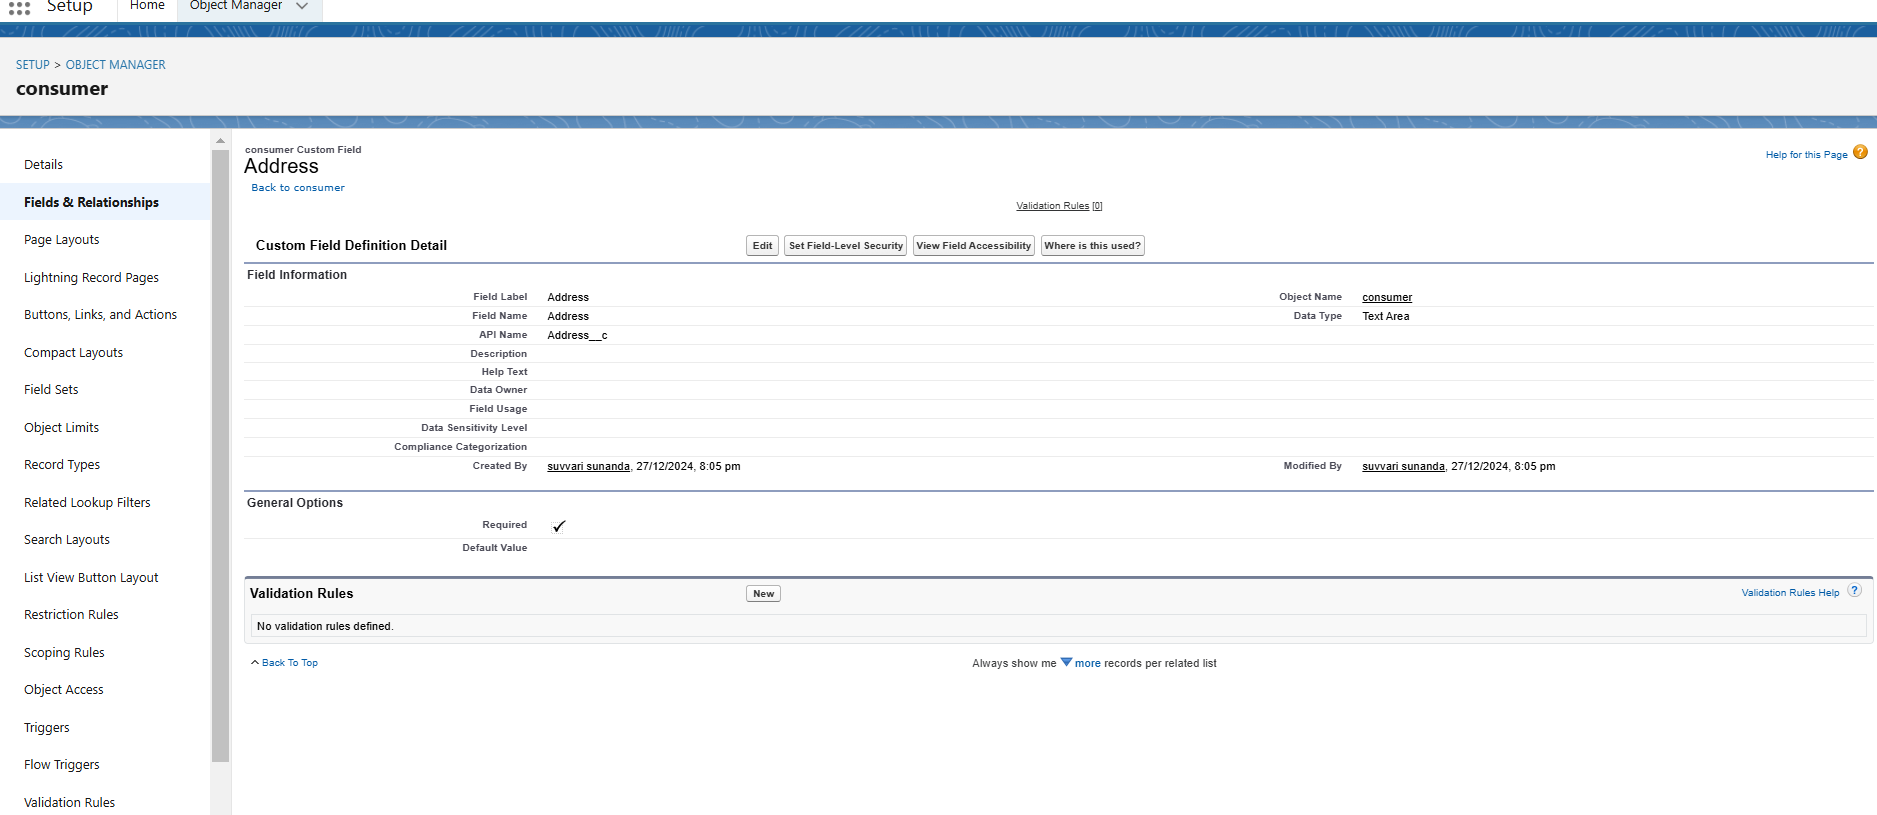 Setup
Home
Object Manager
SETUP > OBJECT MANAGER
consumer
Details
Fields & Relationships
Page Layouts
Lightning Record Pages
Buttons, Links, and Actions
Compact Layouts
Field Sets
Object Limits
Record Types
Related Lookup Filters
Search Layouts
List View Button Layout
Restriction Rules
Scoping Rules
Object Access
Triggers
Flow Triggers
Validation Rules
consumer Custom Field
Address
Back to consumer
Help for this Page ?
Validation Rules [0]
Custom Field Definition Detail
Edit
Set Field-Level Security
View Field Accessibility
Where is this used?
Field Information
Field Label Address
Object Name consumer
Field Name Address
Data Type Text Area
API Name Address__c
Description
Help Text
Data Owner
Field Usage
Data Sensitivity Level
Compliance Categorization
Created By suvvari sunanda, 27/12/2024, 8:05 pm
Modified By suvvari sunanda, 27/12/2024, 8:05 pm
General Options
Required
Default Value
Validation Rules
New
Validation Rules Help ?
No validation rules defined.
Back To Top
Always show me more records per related list